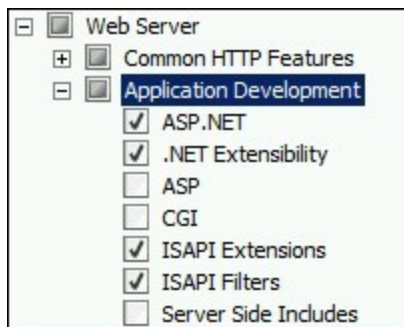 Web Server
Common HTTP Features
Application Development
ASP.NET
.NET Extensibility
ASP
CGI
ISAPI Extensions
ISAPI Filters
Server Side Includes